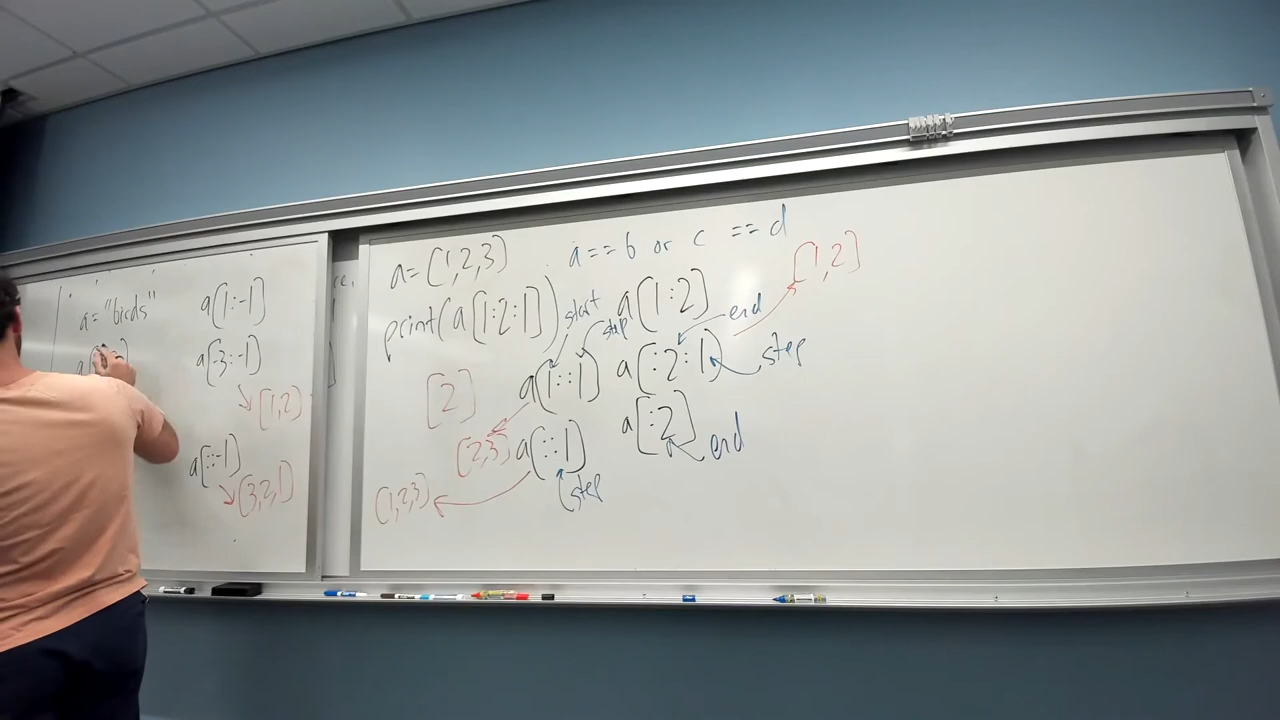 a = "birds"
a[1:-1]
a[-3:-1]
[1,2]
a[::-1]
[3,2,1]
a = [1,2,3]
a == b or c == d
[1,2]
print(a[1:2:1])
start
a[1:2]
end
step
[2]
a[1::1]
a[:2:1]
step
[2,3]
a[::1]
a[:2]
end
[1,2,3]
step